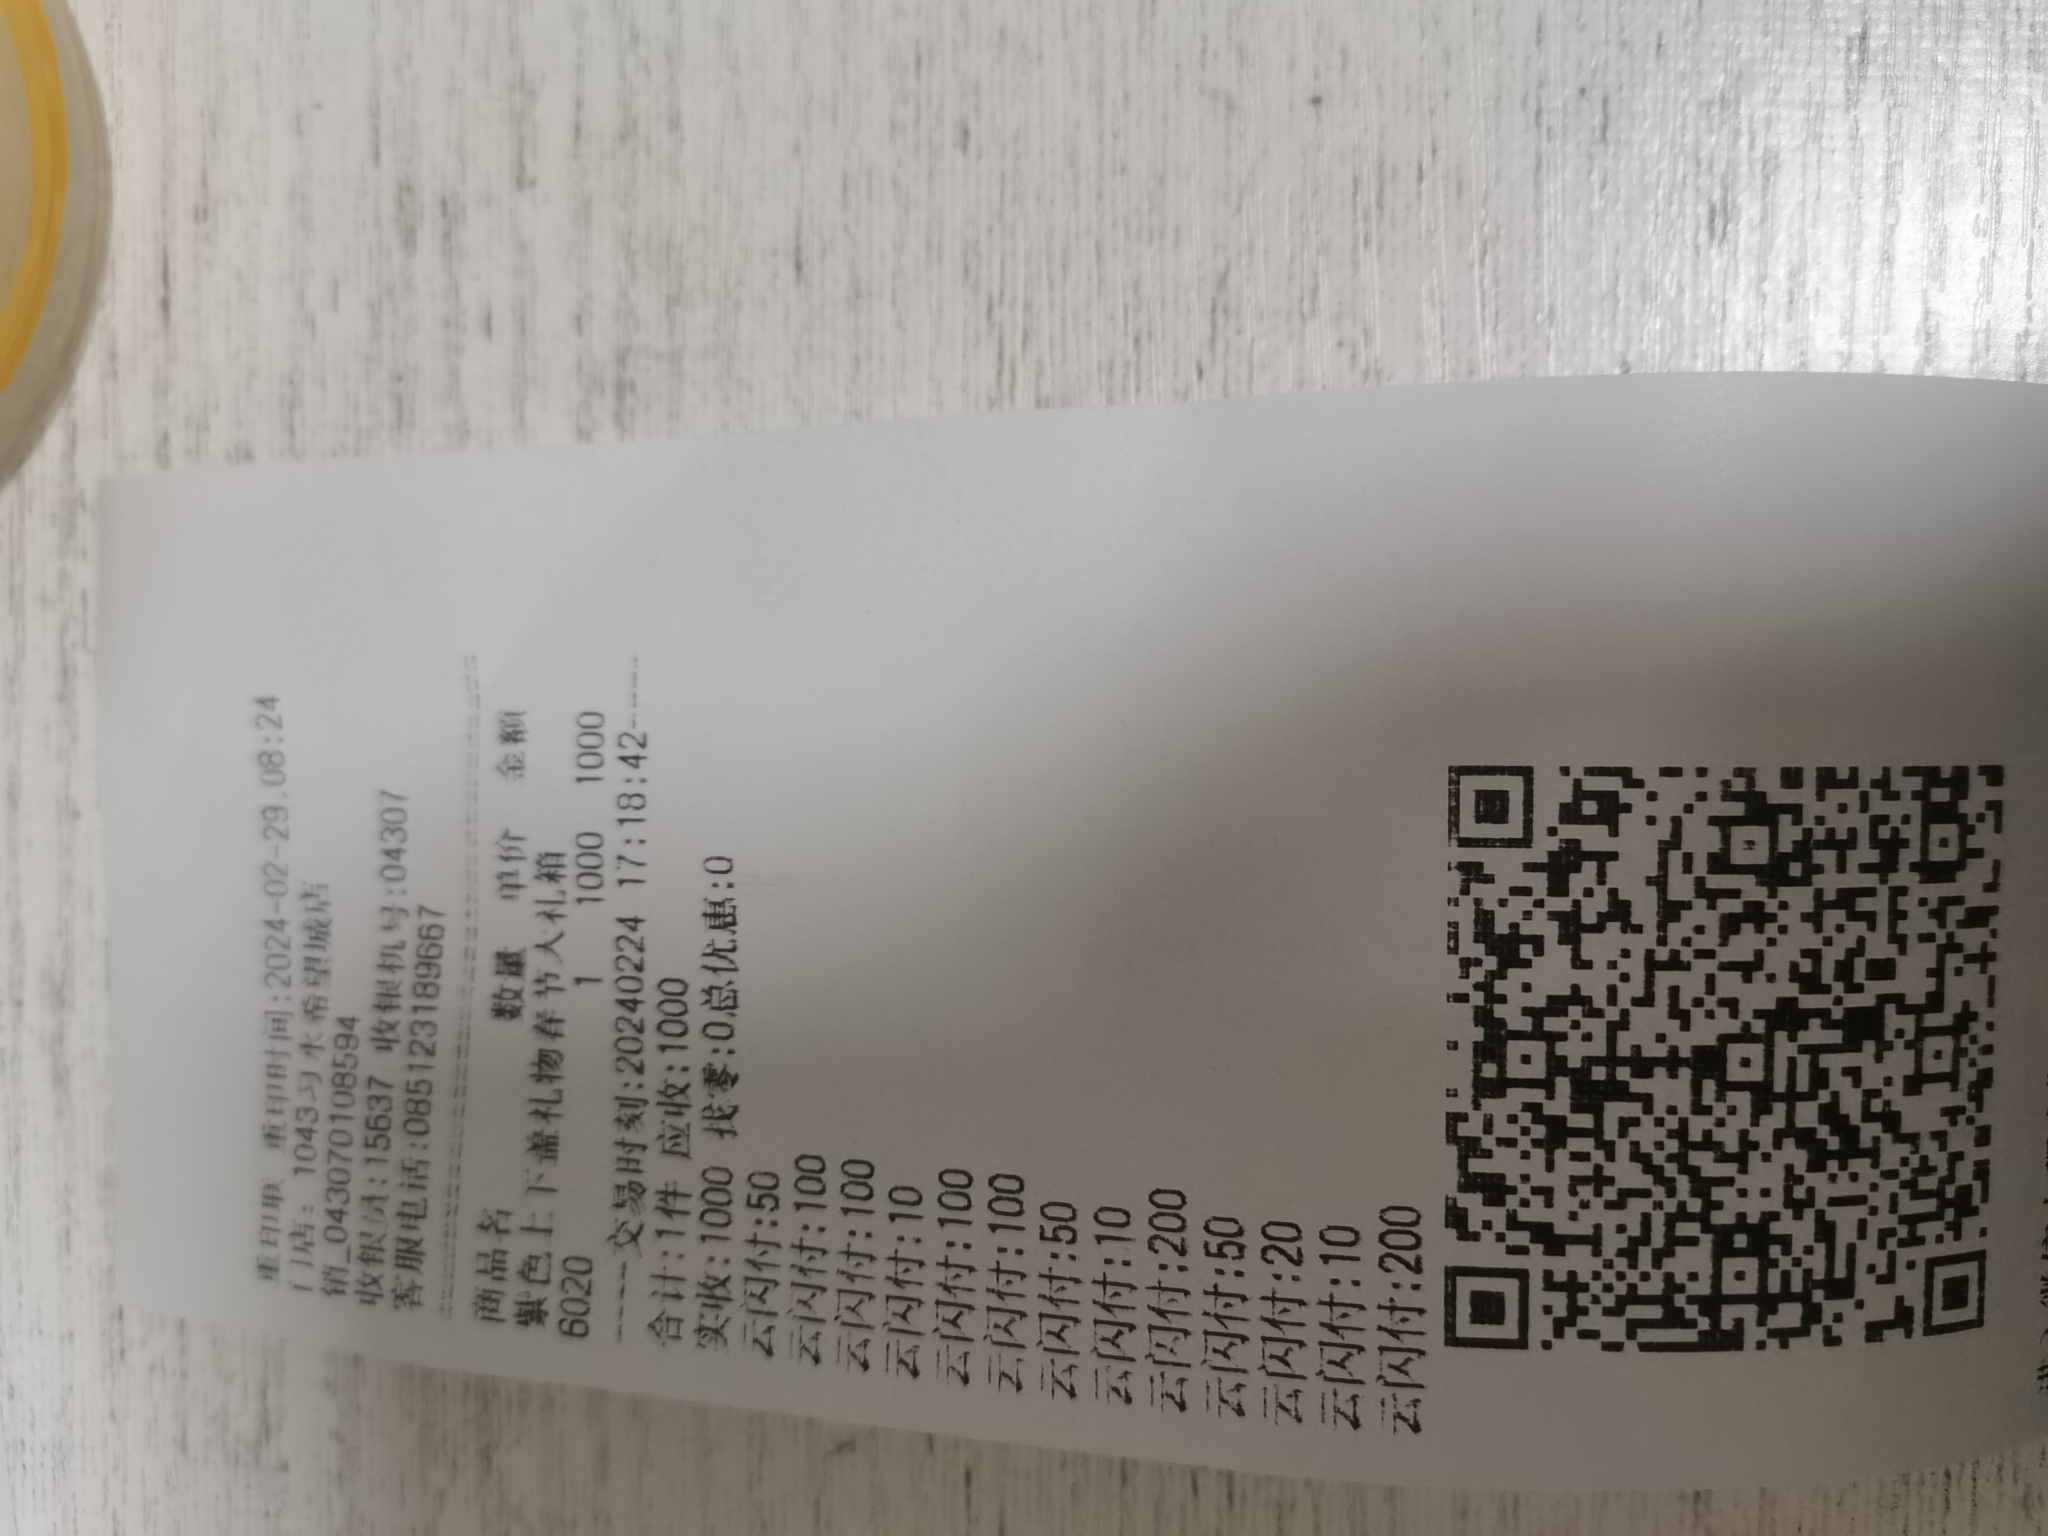 重印联 重印时间:2024-02-29.08:24
门店: 1043习水希望城店
销_0430701018594
收银员:15637 收银机号:04307
客服电话:085123189667
商品名 数量 单价 金额
紫色上下盖礼物春节大礼箱
6020 1 1000 1000
----交易时刻:20240224 17:18:42----
合计:1件 应收:1000
实收:1000 找零:0总优惠:0
云闪付:50
云闪付:100
云闪付:100
云闪付:10
云闪付:100
云闪付:100
云闪付:50
云闪付:10
云闪付:200
云闪付:50
云闪付:20
云闪付:10
云闪付:200